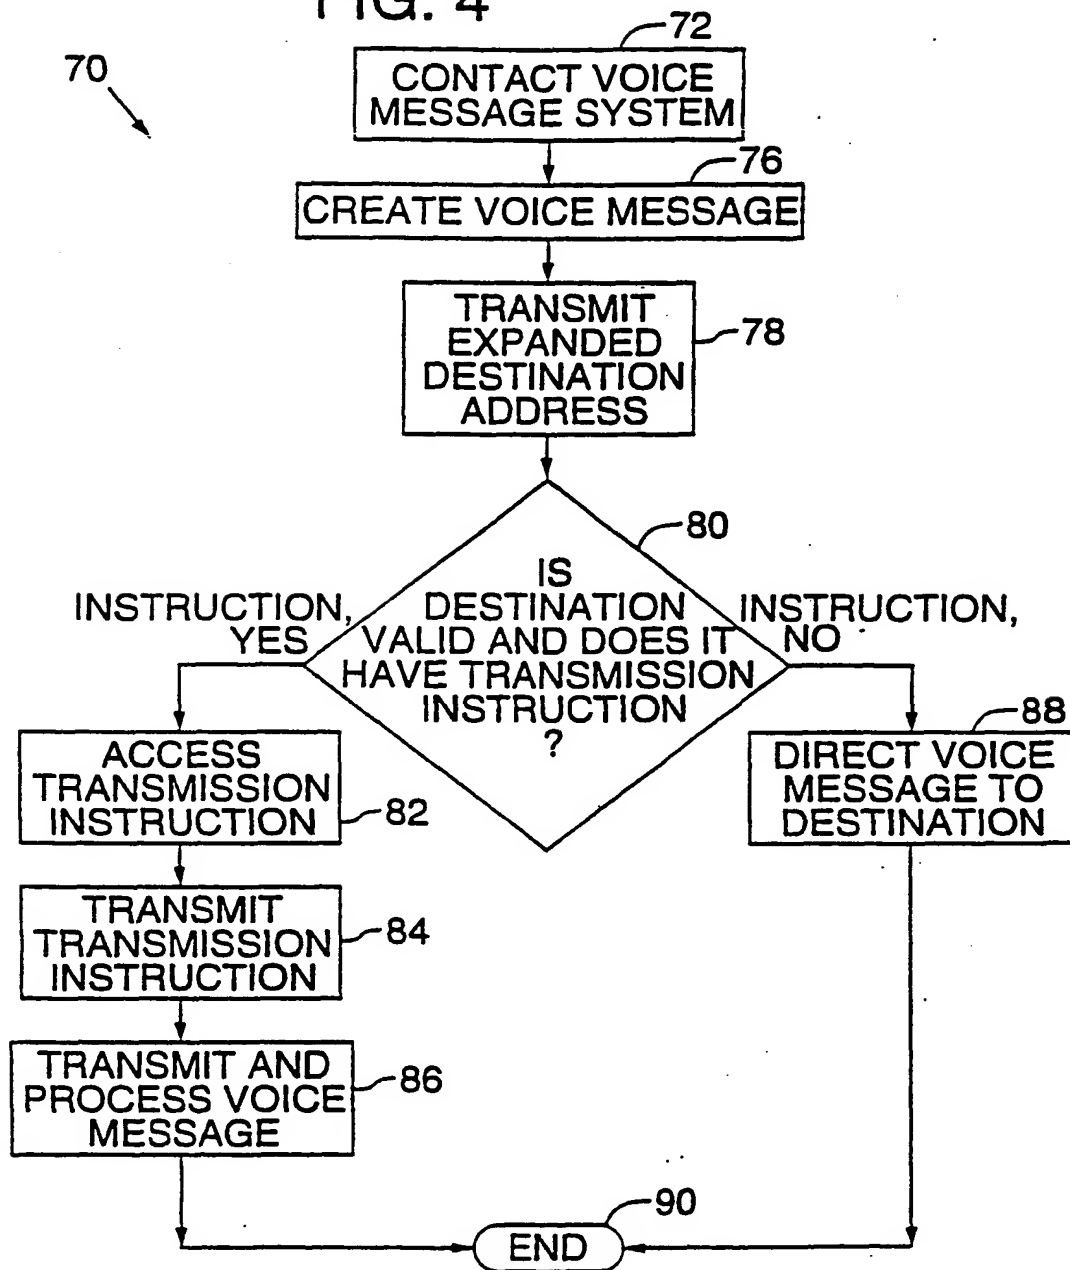 FIG. 4
70
72
CONTACT VOICE
MESSAGE SYSTEM
76
CREATE VOICE MESSAGE
TRANSMIT
EXPANDED
DESTINATION
ADDRESS
78
80
IS
DESTINATION
VALID AND DOES IT
HAVE TRANSMISSION
INSTRUCTION
?
INSTRUCTION,
YES
INSTRUCTION,
NO
ACCESS
TRANSMISSION
INSTRUCTION
82
88
DIRECT VOICE
MESSAGE TO
DESTINATION
TRANSMIT
TRANSMISSION
INSTRUCTION
84
TRANSMIT AND
PROCESS VOICE
MESSAGE
86
90
END